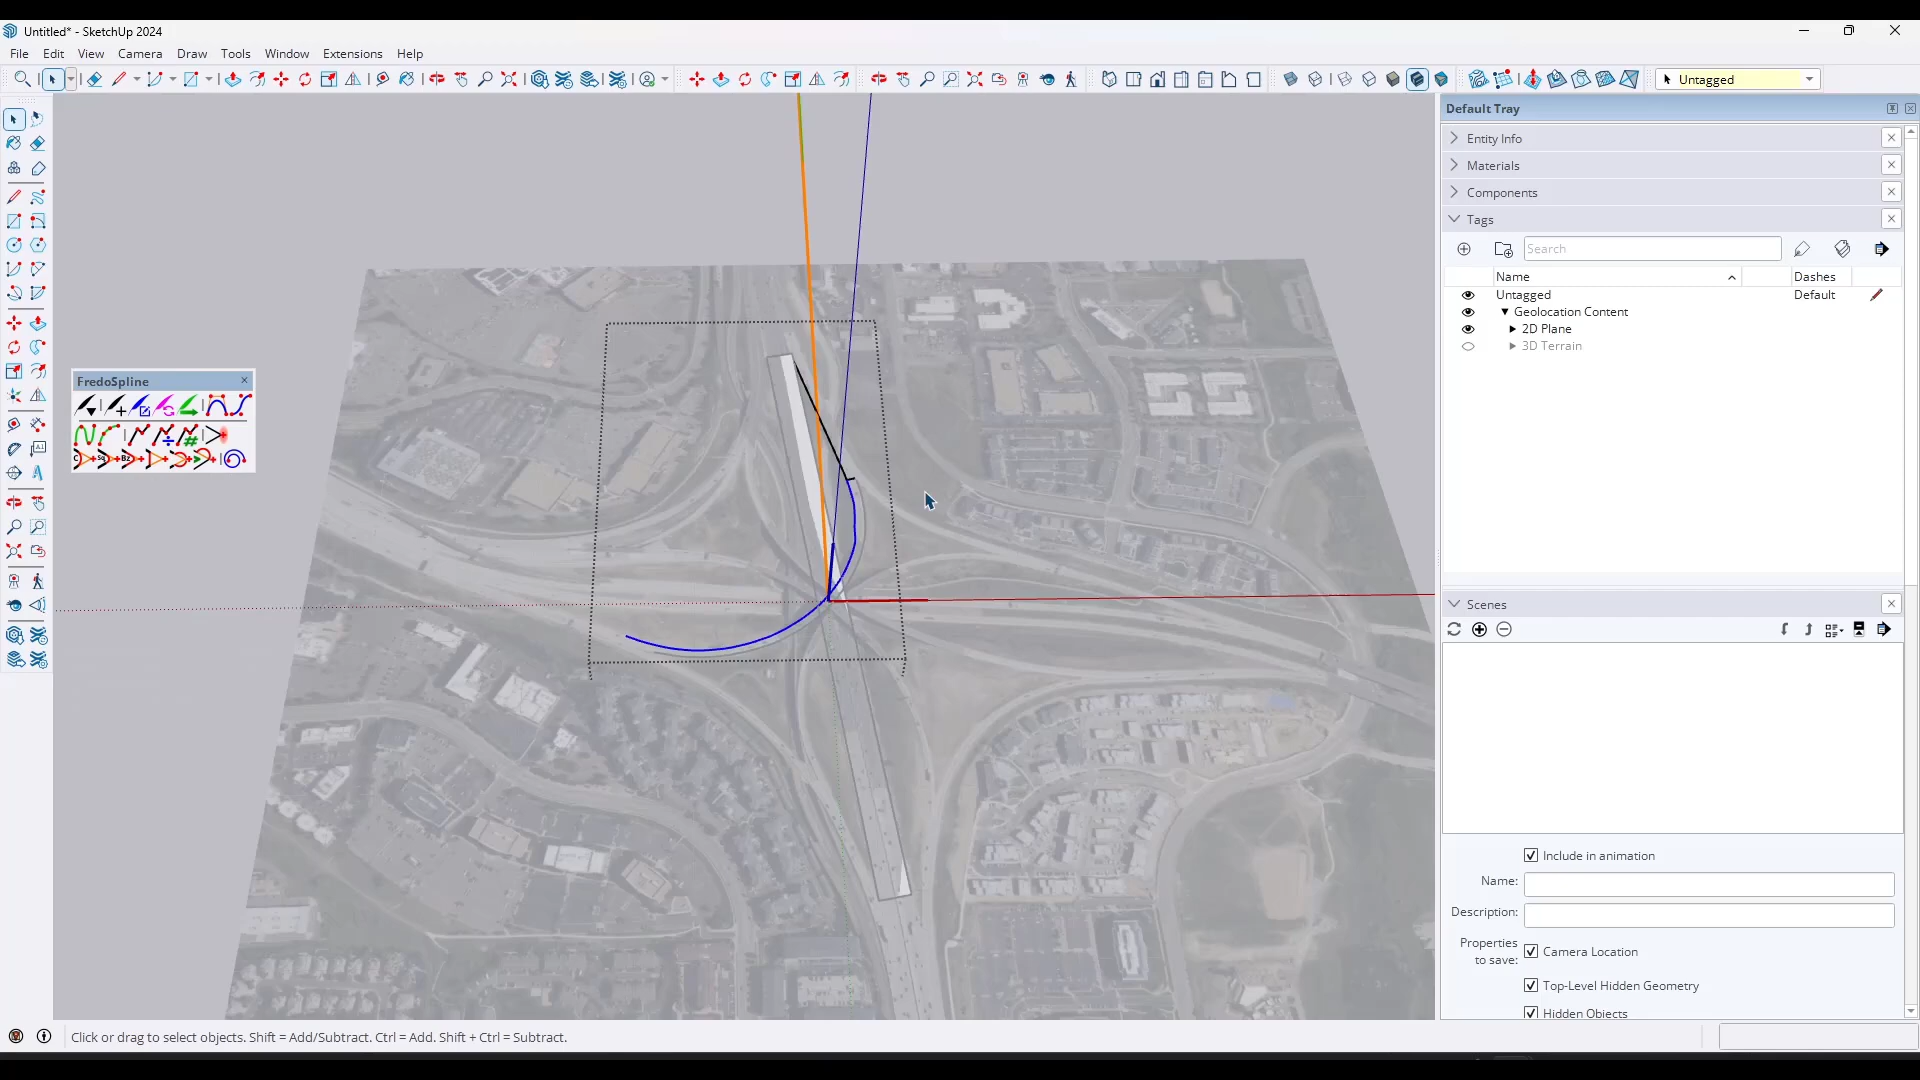 Untitled* - SketchUp 2024
File Edit View Camera Draw Tools Window Extensions Help
Untagged
Default Tray
Entity Info
Materials
Components
Tags
Search
Name Dashes
Untagged Default
Geolocation Content
2D Plane
3D Terrain
FredoSpline
Scenes
Include in animation
Name:
Description:
Properties
to save:
Camera Location
Top-Level Hidden Geometry
Hidden Objects
Click or drag to select objects. Shift = Add/Subtract. Ctrl = Add. Shift + Ctrl = Subtract.